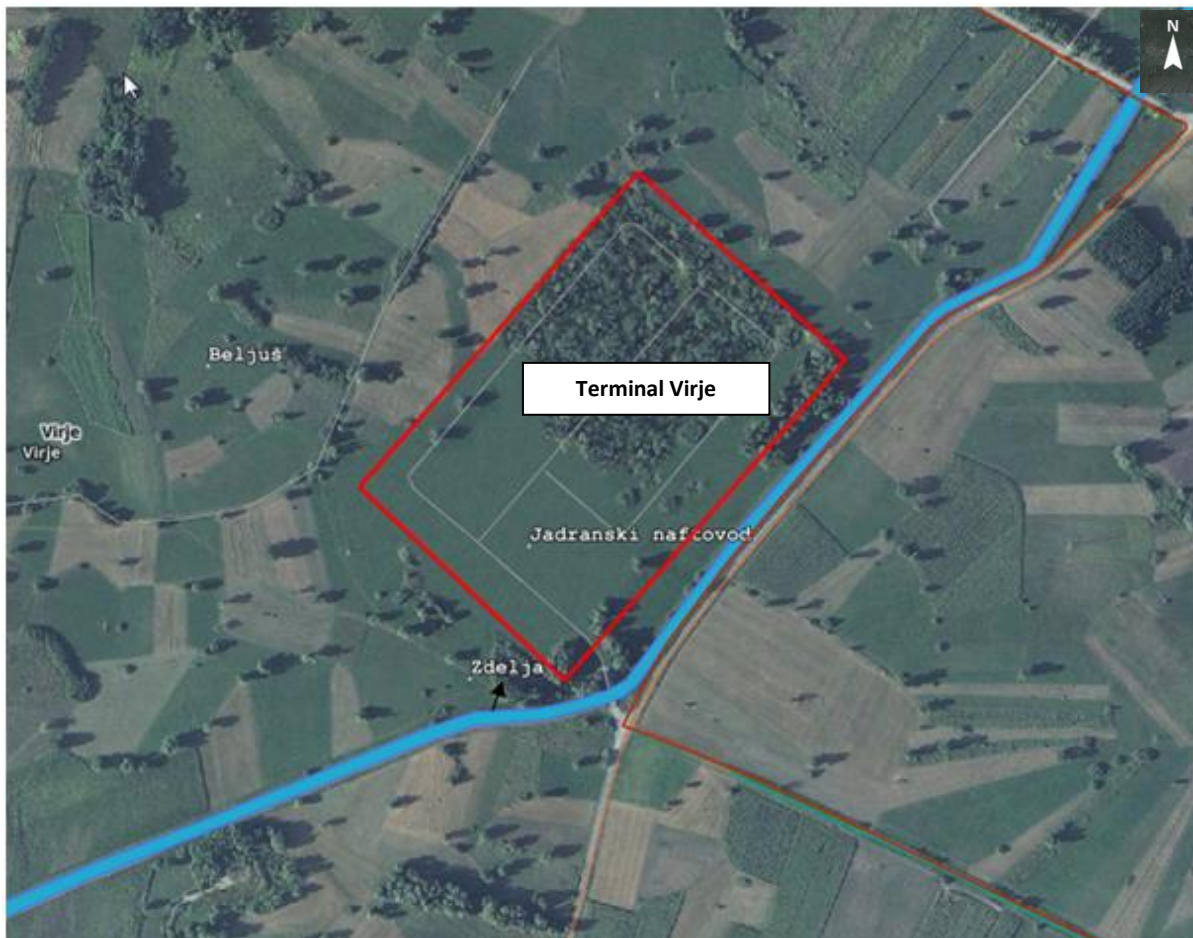 N
Beljuš
Terminal Virje
Virje
Virje
Jadranski naftovod
Zdelja